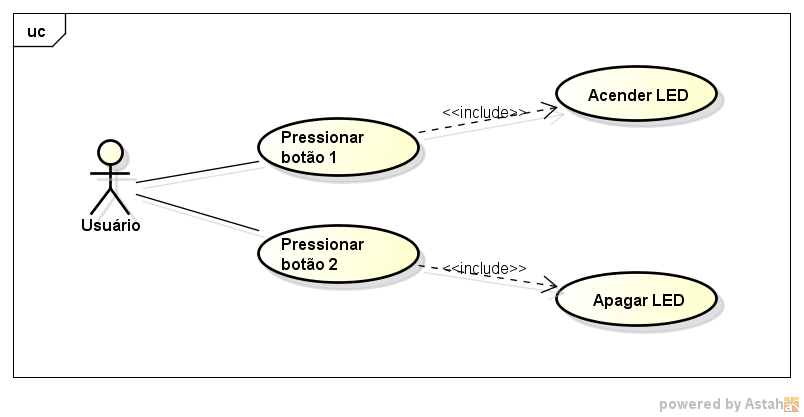 uc
Acender LED
<<include>>
Pressionar
botão 1
Usuário
Pressionar
botão 2
<<include>>
Apagar LED
powered by Astah